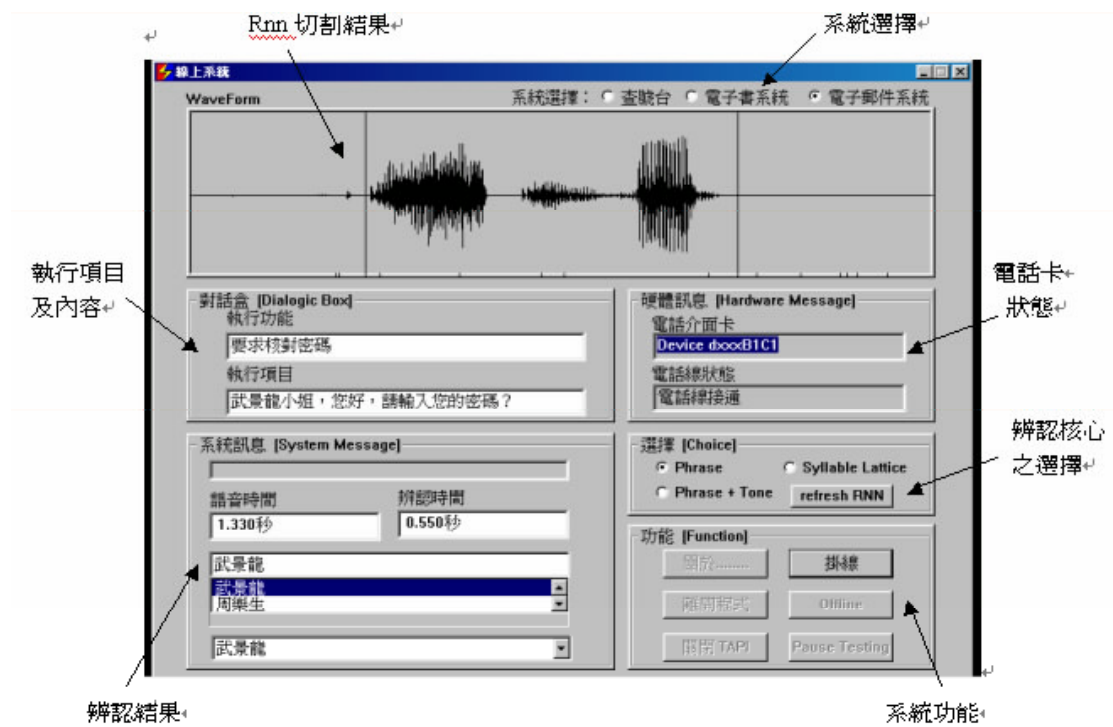 Rnn 切割結果
系統選擇
線上系統
WaveForm
系統選擇： 查號台 電子書系統 電子郵件系統
執行項目
及內容
電話卡
狀態
對話盒 [Dialogic Box]
執行功能
要求核對密碼
執行項目
武景龍小姐，您好，請輸入您的密碼？
硬體訊息 [Hardware Message]
電話介面卡
Device dxxxB1C1
電話線狀態
電話線接通
辨認核心
之選擇
系統訊息 [System Message]
語音時間
辨認時間
1.330秒
0.550秒
武景龍
武景龍
周樂生
武景龍
選擇 [Choice]
Phrase
Syllable Lattice
Phrase + Tone
refresh RNN
功能 [Function]
關於........
掛線
離開程式
Offline
關閉 TAPI
Pause Testing
辨認結果
系統功能